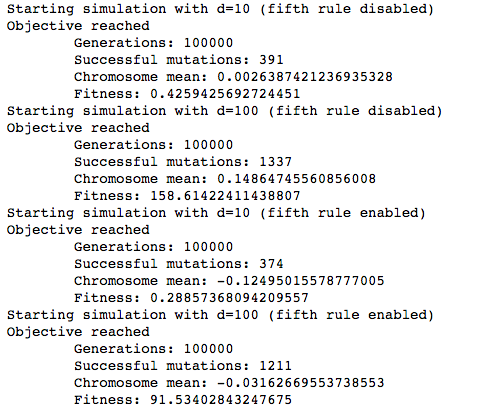 Starting simulation with d=10 (fifth rule disabled)
Objective reached
Generations: 100000
Successful mutations: 391
Chromosome mean: 0.0026387421236935328
Fitness: 0.4259425692724451
Starting simulation with d=100 (fifth rule disabled)
Objective reached
Generations: 100000
Successful mutations: 1337
Chromosome mean: 0.14864745560856008
Fitness: 158.61422411438807
Starting simulation with d=10 (fifth rule enabled)
Objective reached
Generations: 100000
Successful mutations: 374
Chromosome mean: -0.12495015578777005
Fitness: 0.28857368094209557
Starting simulation with d=100 (fifth rule enabled)
Objective reached
Generations: 100000
Successful mutations: 1211
Chromosome mean: -0.03162669553738553
Fitness: 91.53402843247675